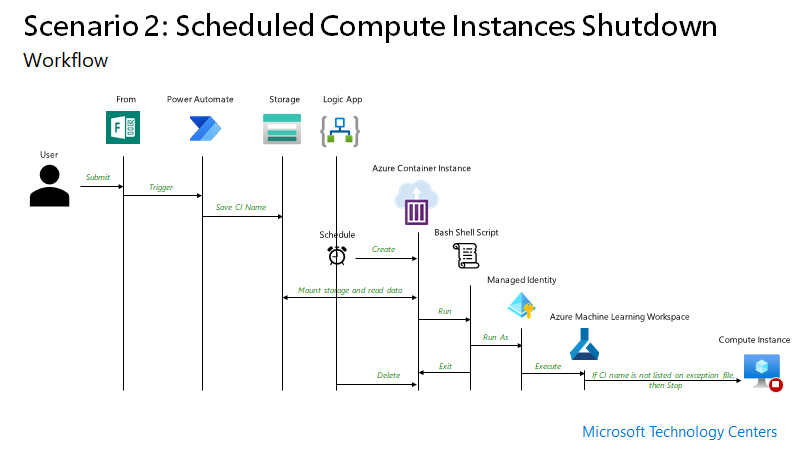 Scenario 2: Scheduled Compute Instances Shutdown
Workflow
From
Power Automate
Storage
Logic App
User
Submit
Trigger
Save CI Name
Azure Container Instance
Schedule
Create
Bash Shell Script
Mount storage and read data
Managed Identity
Run
Azure Machine Learning Workspace
Run As
Compute Instance
Exit
Execute
Delete
If CI name is not listed on exception file,
then Stop
Microsoft Technology Centers